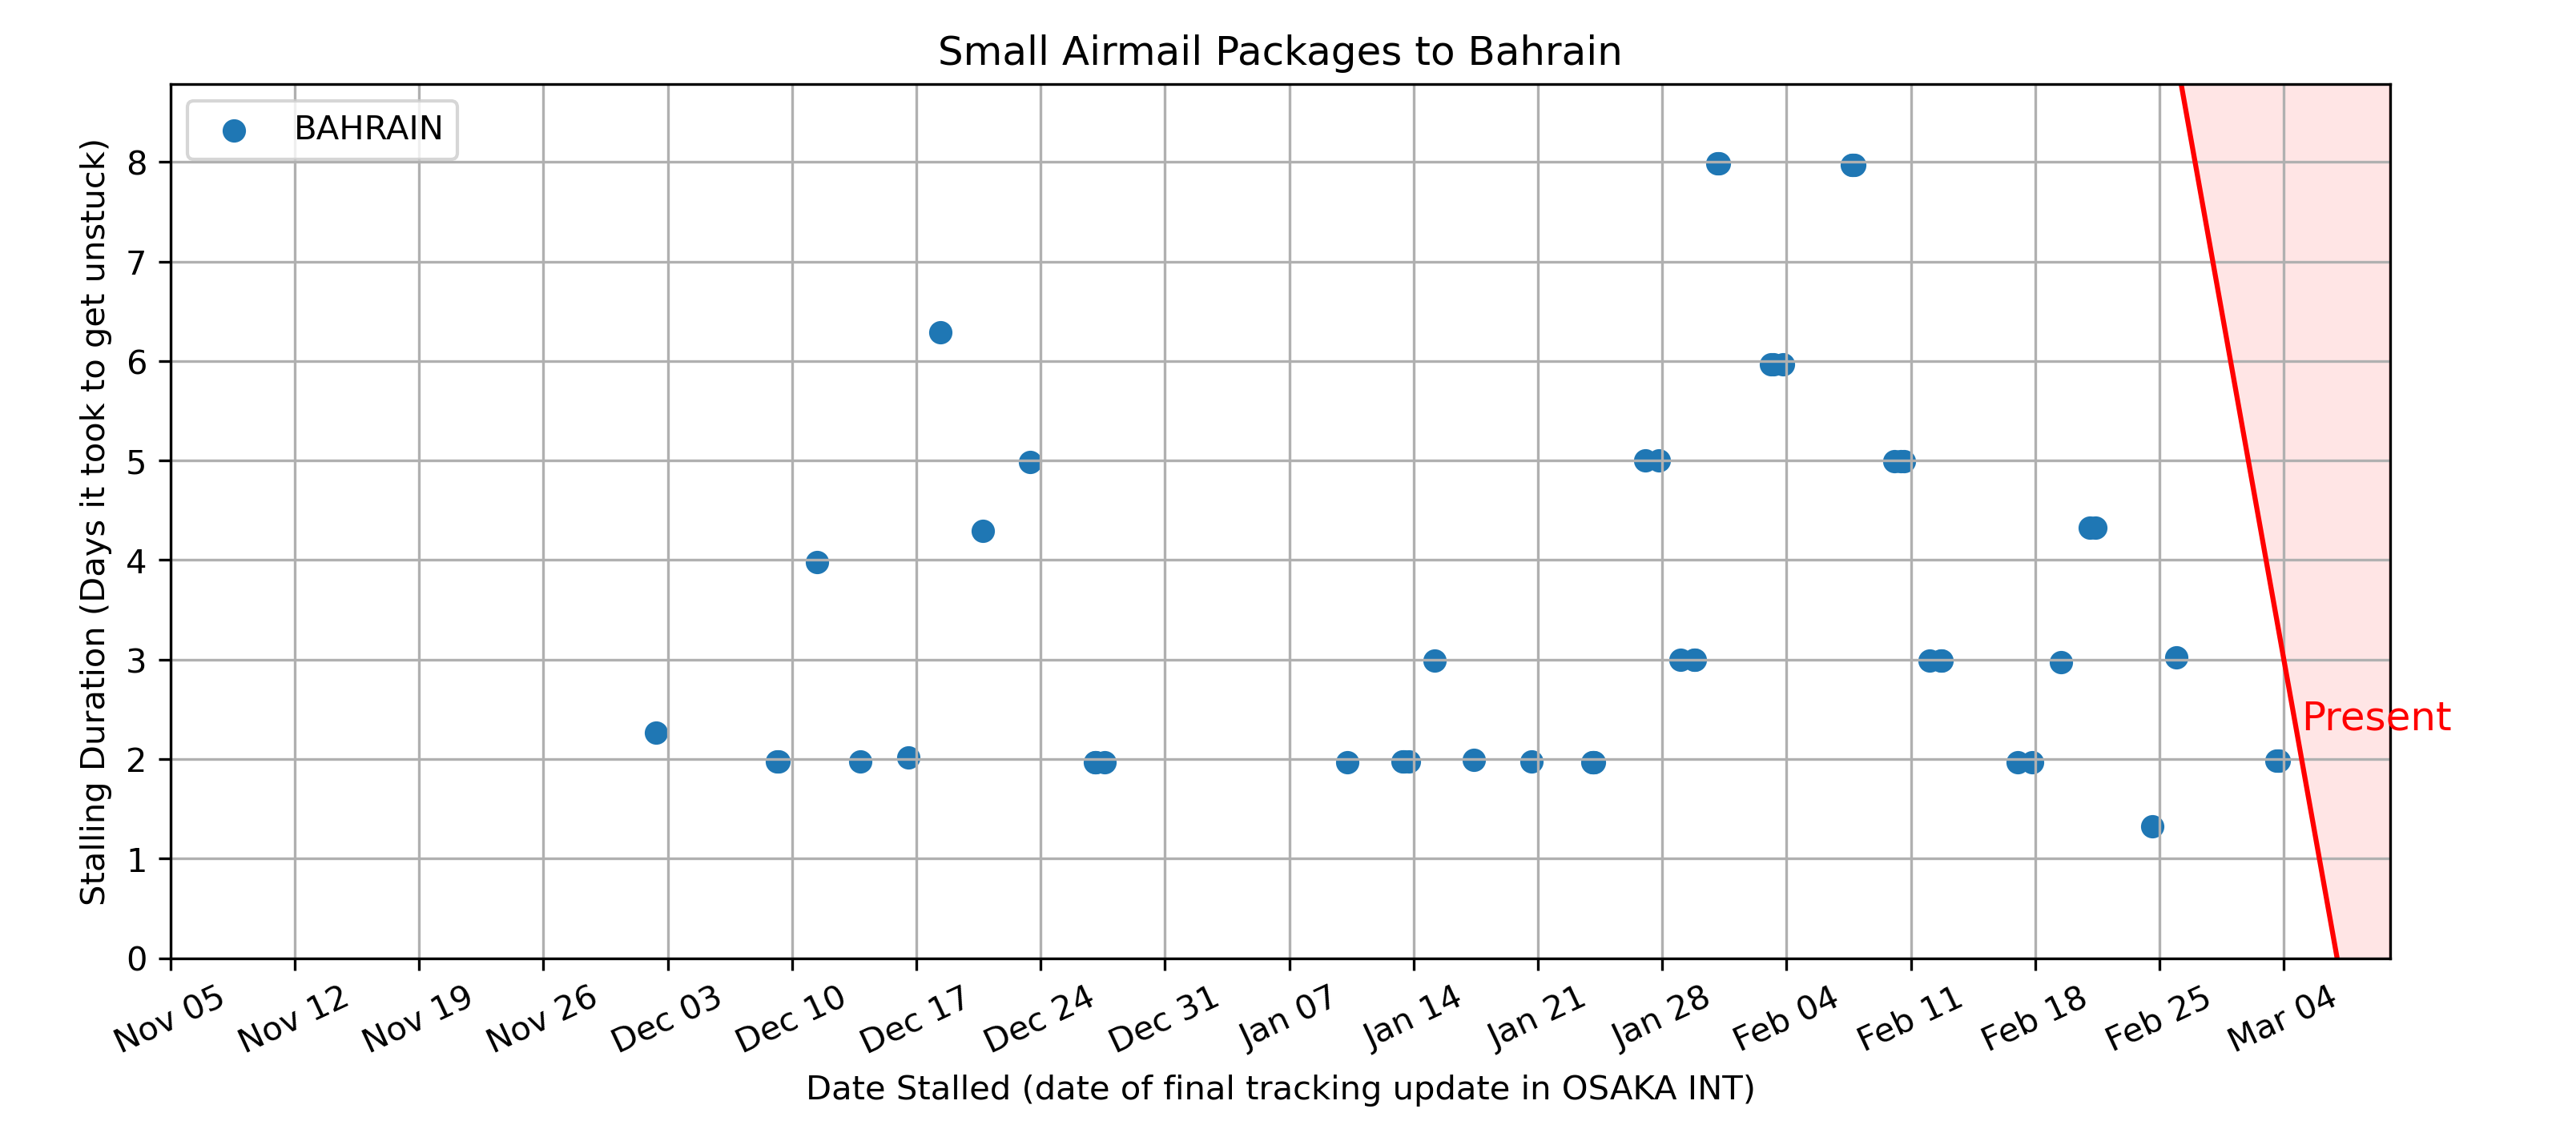 Small Airmail Packages to Bahrain
BAHRAIN
Stalling Duration (Days it took to get unstuck)
8
7
6
5
4
3
2
1
0
Present
Nov 05 Nov 12 Nov 19 Nov 26 Dec 03 Dec 10 Dec 17 Dec 24 Dec 31 Jan 07 Jan 14 Jan 21 Jan 28 Feb 04 Feb 11 Feb 18 Feb 25 Mar 04
Date Stalled (date of final tracking update in OSAKA INT)